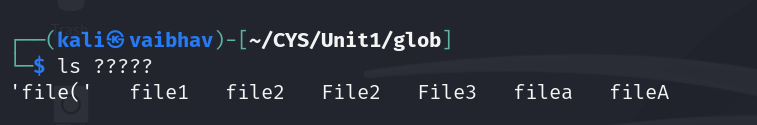 ┌──(kali㉿vaibhav)-[~/CYS/Unit1/glob]
└─$ ls ?????
'file('   file1   file2   File2   File3   filea   fileA